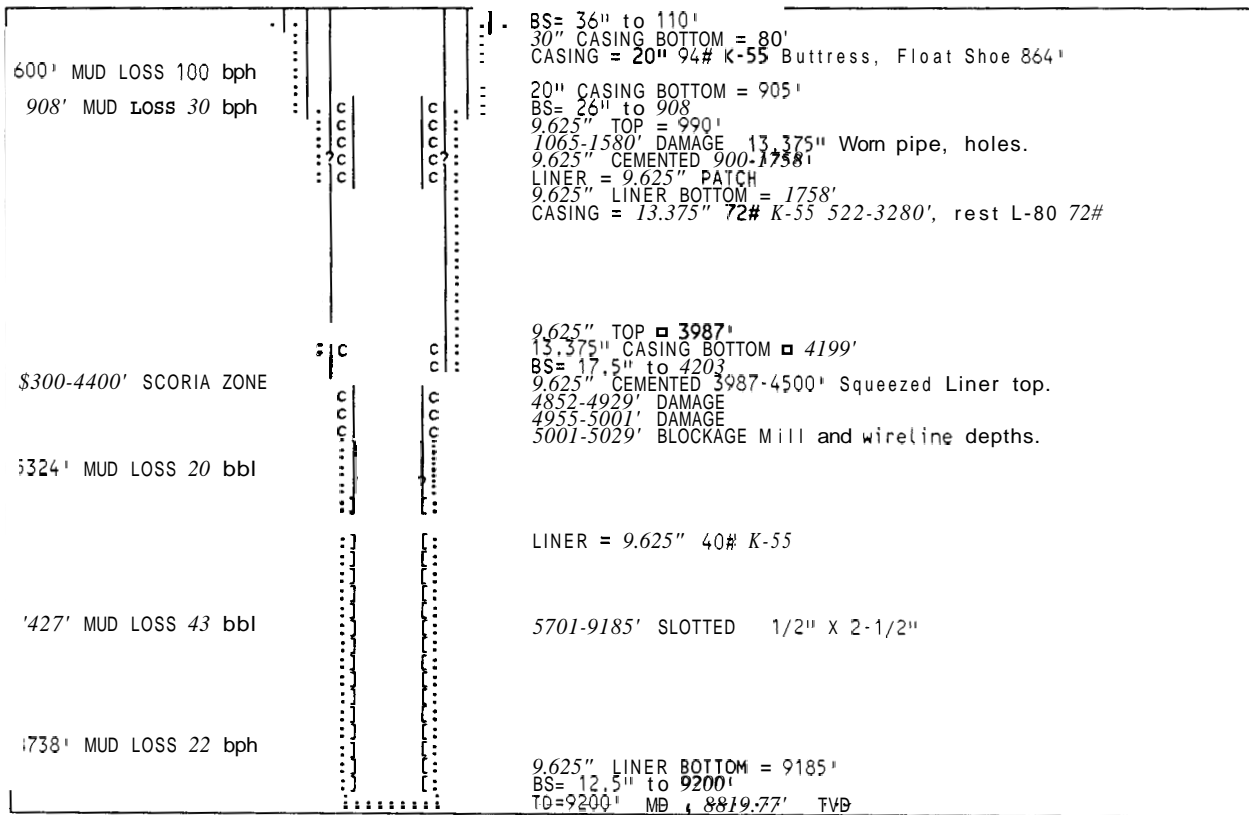 BS= 36" to 110'
30" CASING BOTTOM = 80'
CASING = 20" 94# K-55 Buttress, Float Shoe 864'
600' MUD LOSS 100 bph
20" CASING BOTTOM = 905'
908' MUD LOSS 30 bph
BS= 26" to 908
9.625" TOP = 990'
1065-1580' DAMAGE 13.375" Worn pipe, holes.
9.625" CEMENTED 900-1758'
LINER = 9.625" PATCH
9.625" LINER BOTTOM = 1758'
CASING = 13.375" 72# K-55 522-3280', rest L-80 72#
9.625" TOP = 3987'
13.375" CASING BOTTOM = 4199'
BS= 17.5" to 4203
$300-4400' SCORIA ZONE
9.625" CEMENTED 3987-4500' Squeezed Liner top.
4852-4929' DAMAGE
4955-5001' DAMAGE
5001-5029' BLOCKAGE Mill and wireline depths.
5324' MUD LOSS 20 bbl
LINER = 9.625" 40# K-55
'427' MUD LOSS 43 bbl
5701-9185' SLOTTED 1/2" X 2-1/2"
738' MUD LOSS 22 bph
9.625" LINER BOTTOM = 9185'
BS= 12.5" to 9200'
TD=9200' MD , 8819.77' TVD